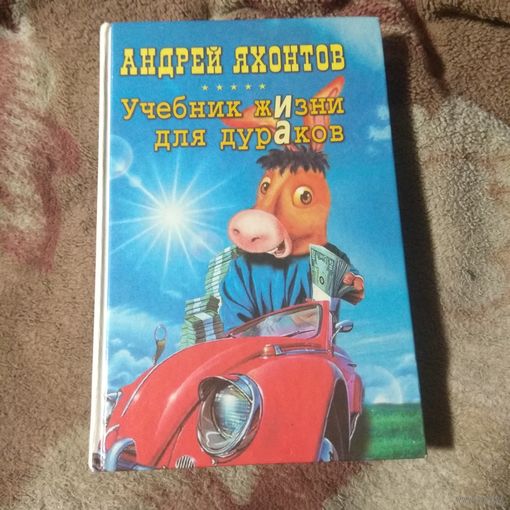 АНДРЕЙ ЯХОНТОВ
Учебник жизни
для дураков